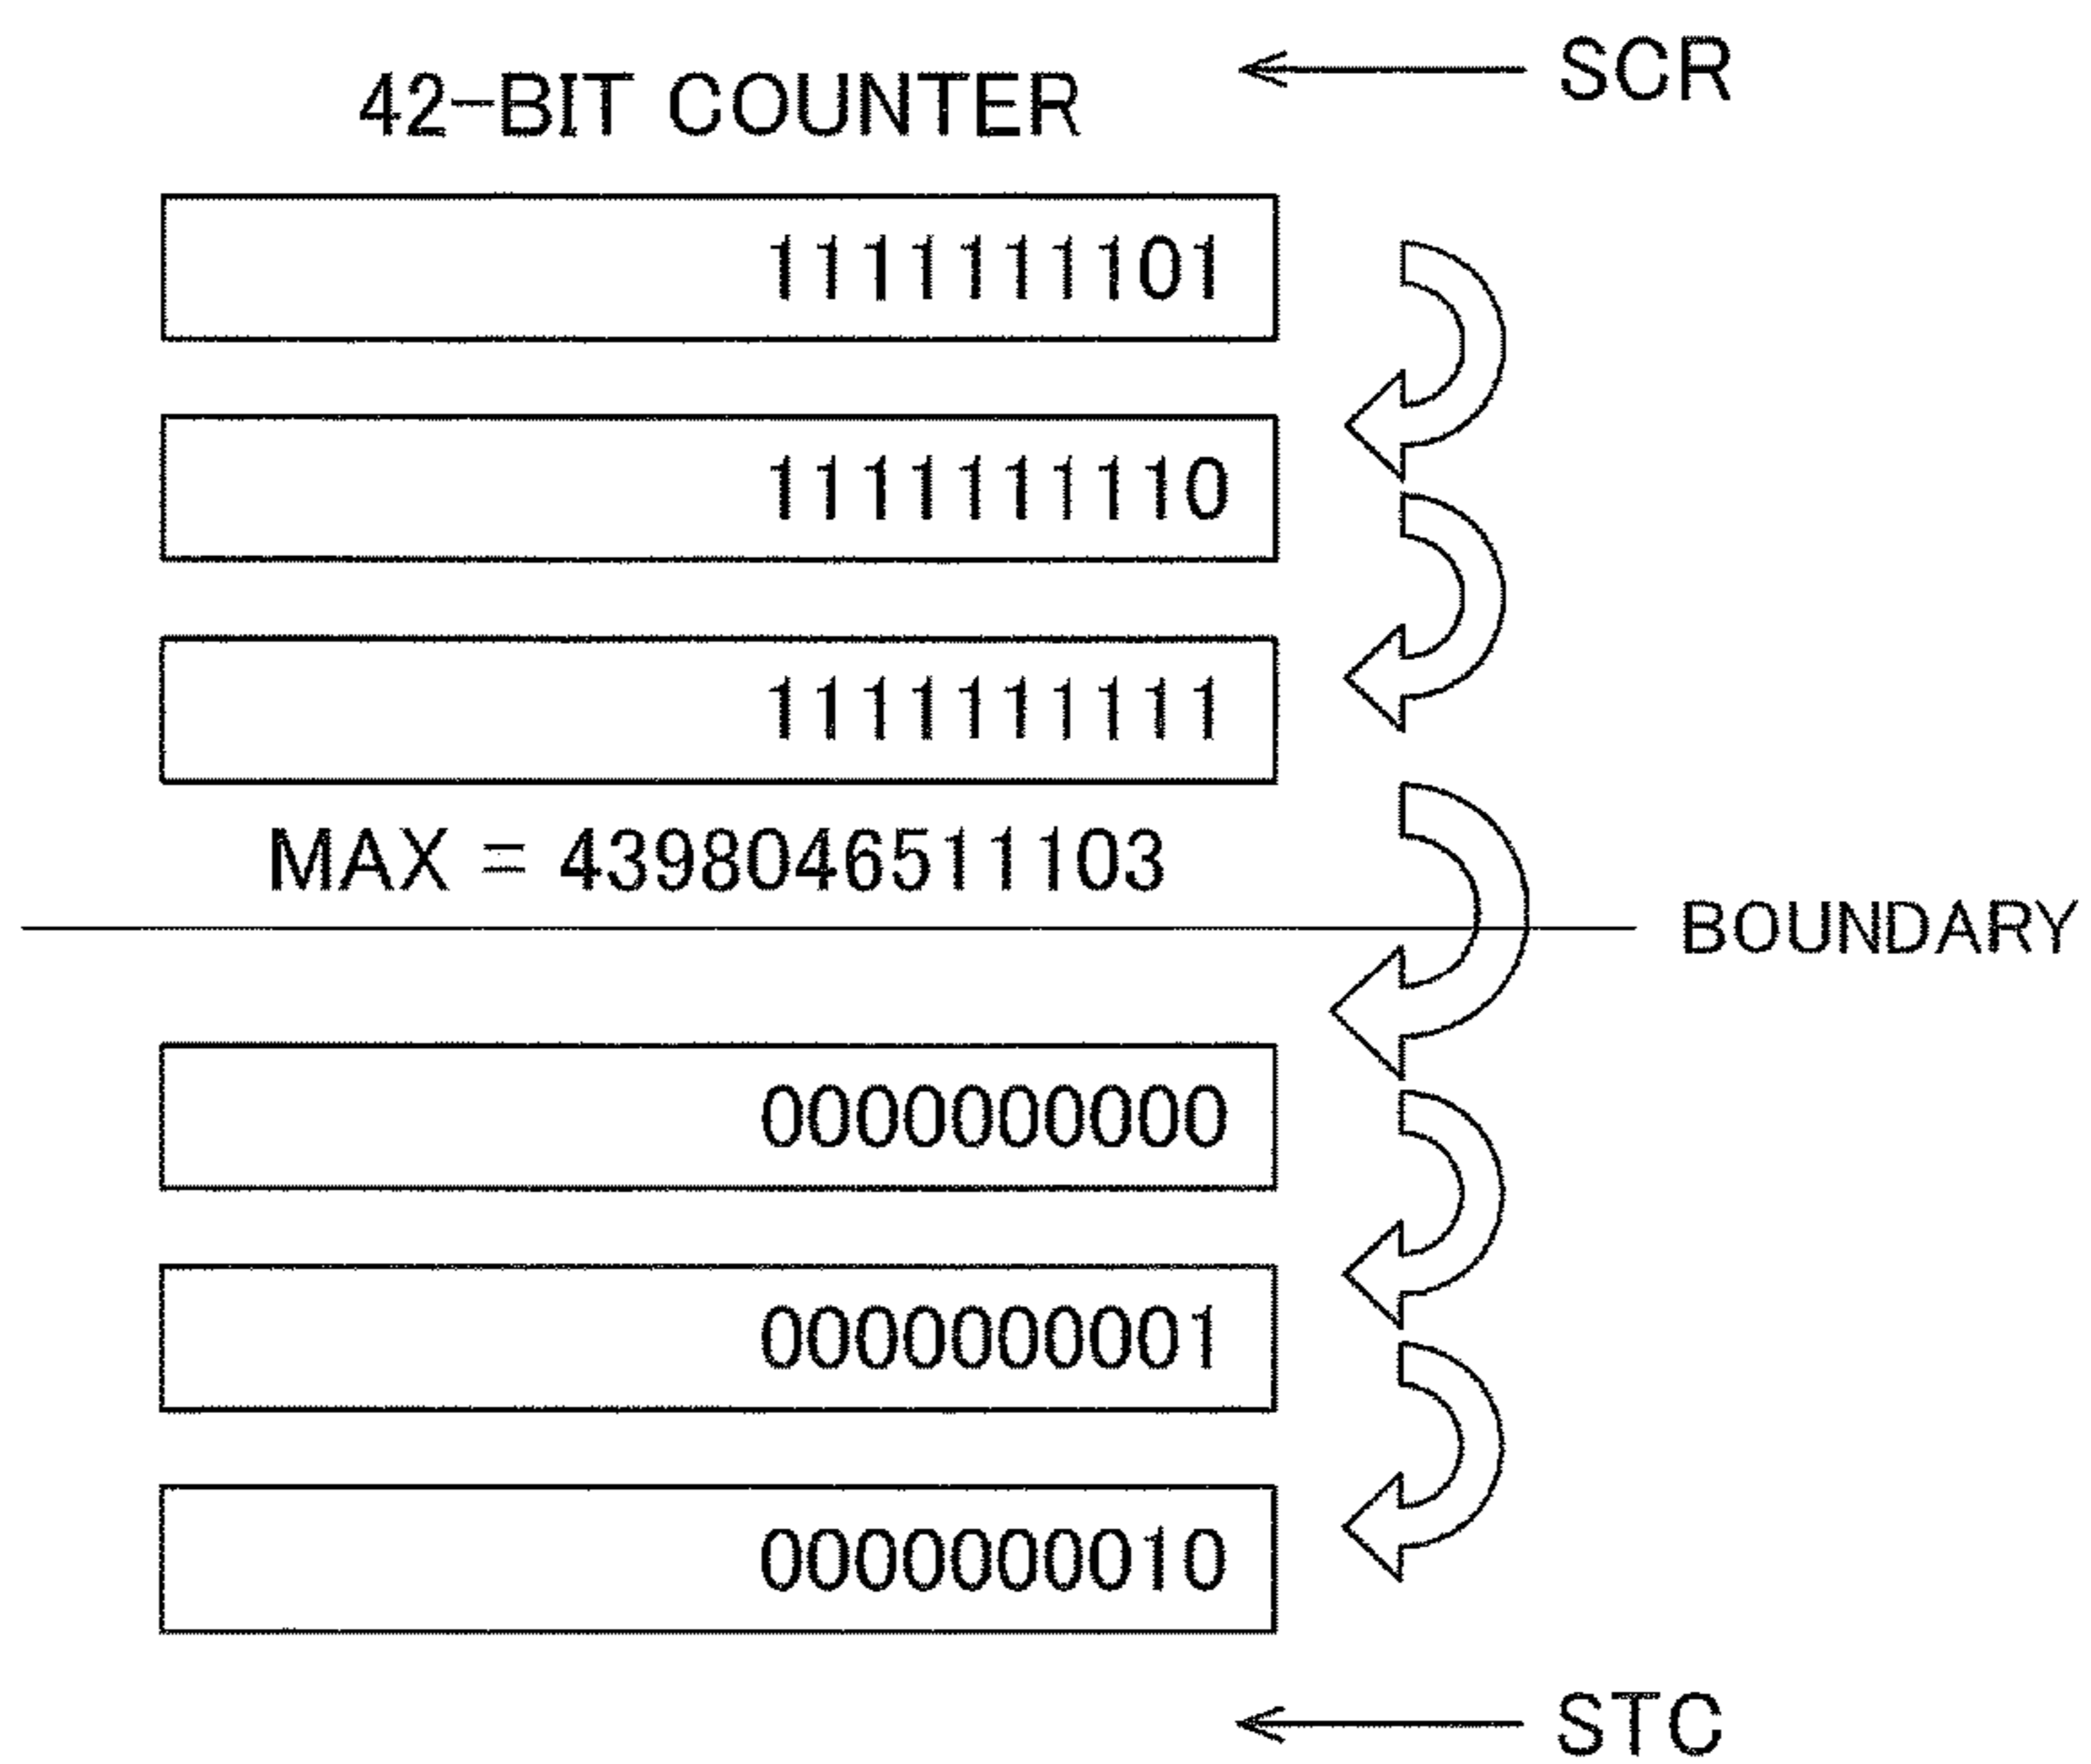 SCR
42-BIT COUNTER
1111111101
1111111110
1111111111
MAX = 4398046511103
BOUNDARY
0000000000
0000000001
0000000010
STC